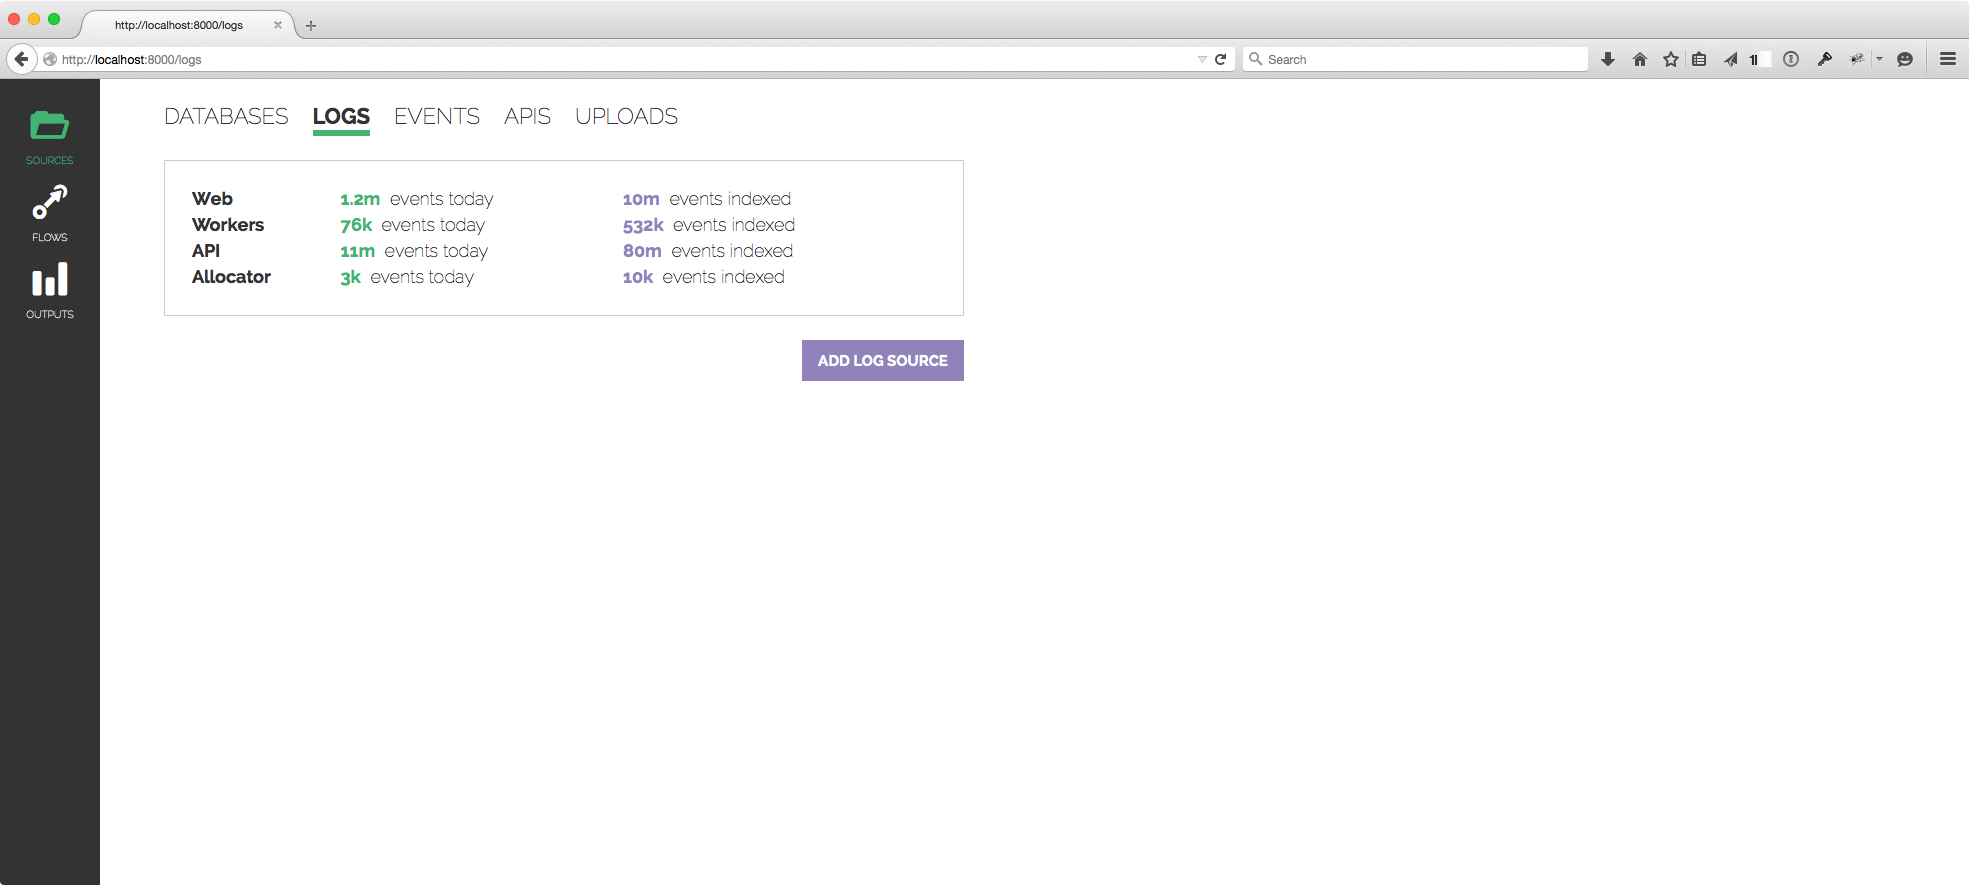 http://localhost:8000/logs
http://localhost:8000/logs
Search
SOURCES
FLOWS
OUTPUTS
DATABASES LOGS EVENTS APIS UPLOADS
Web 1.2m events today 10m events indexed
Workers 76k events today 532k events indexed
API 11m events today 80m events indexed
Allocator 3k events today 10k events indexed
ADD LOG SOURCE